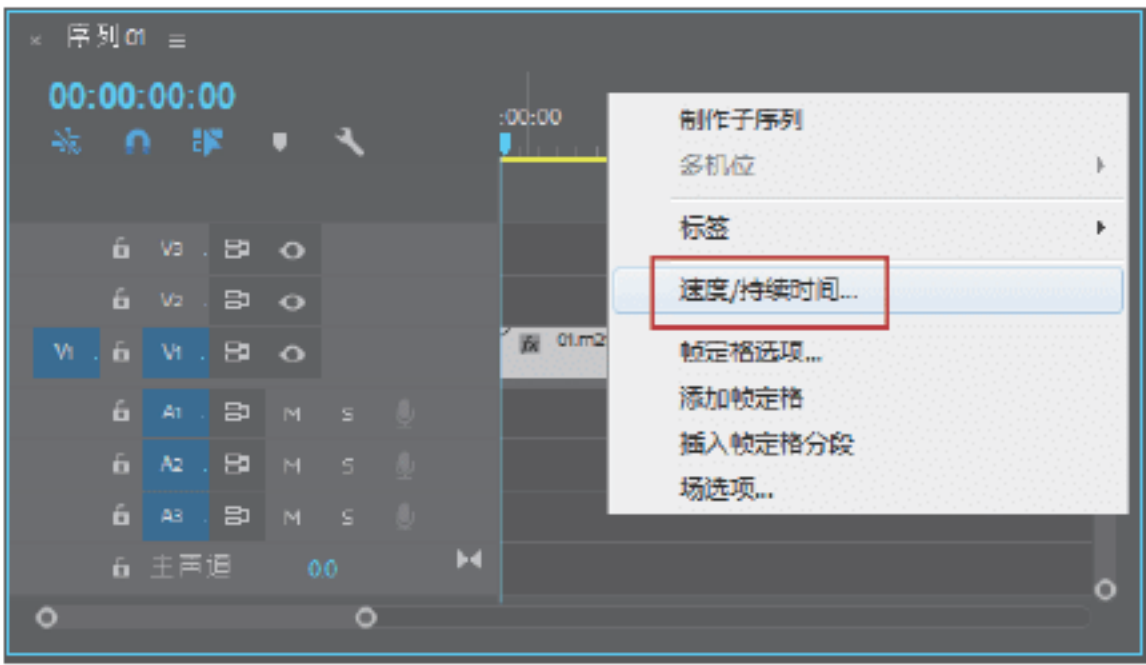 × 序列 01 ≡
00:00:00:00
:00:00
制作子序列
多机位
标签
速度/持续时间...
帧定格选项...
添加帧定格
插入帧定格分段
场选项...
V3
V2
V1 V1
fx 01.m2
A1 M S
A2 M S
A3 M S
主声道 0.0